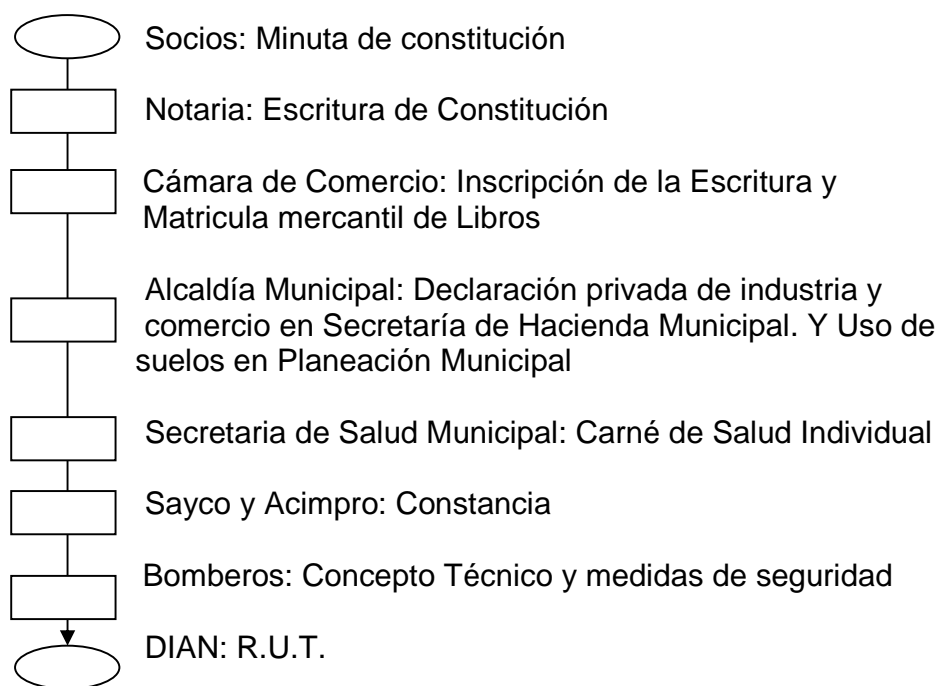 Socios: Minuta de constitución
Notaria: Escritura de Constitución
Cámara de Comercio: Inscripción de la Escritura y
Matricula mercantil de Libros
Alcaldía Municipal: Declaración privada de industria y
comercio en Secretaría de Hacienda Municipal. Y Uso de
suelos en Planeación Municipal
Secretaria de Salud Municipal: Carné de Salud Individual
Sayco y Acimpro: Constancia
Bomberos: Concepto Técnico y medidas de seguridad
DIAN: R.U.T.